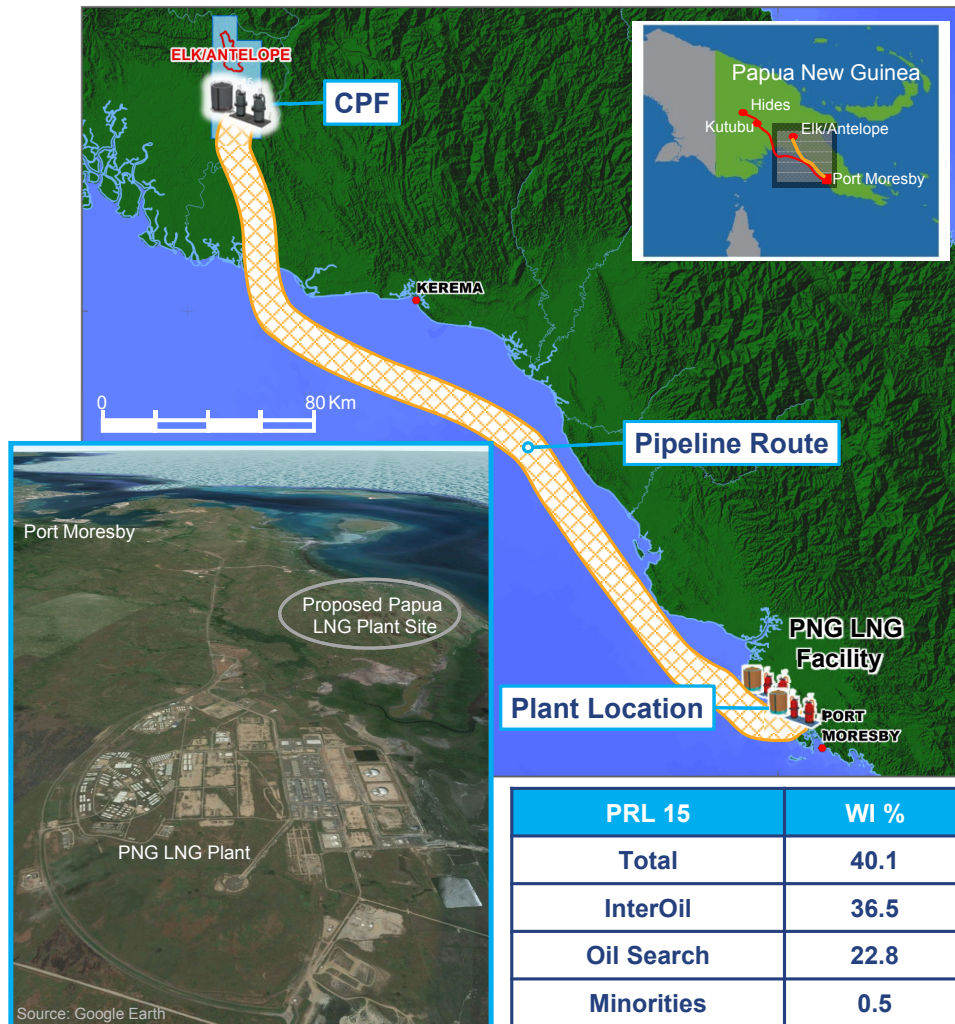 ELK/ANTELOPE
CPF
Papua New Guinea
Hides
Kutubu
Elk/Antelope
Port Moresby
KEREMA
0 80 Km
Pipeline Route
Port Moresby
Proposed Papua
LNG Plant Site
PNG LNG
Facility
Plant Location
PORT
MORESBY
PNG LNG Plant
Source: Google Earth
PRL 15 WI %
Total 40.1
InterOil 36.5
Oil Search 22.8
Minorities 0.5